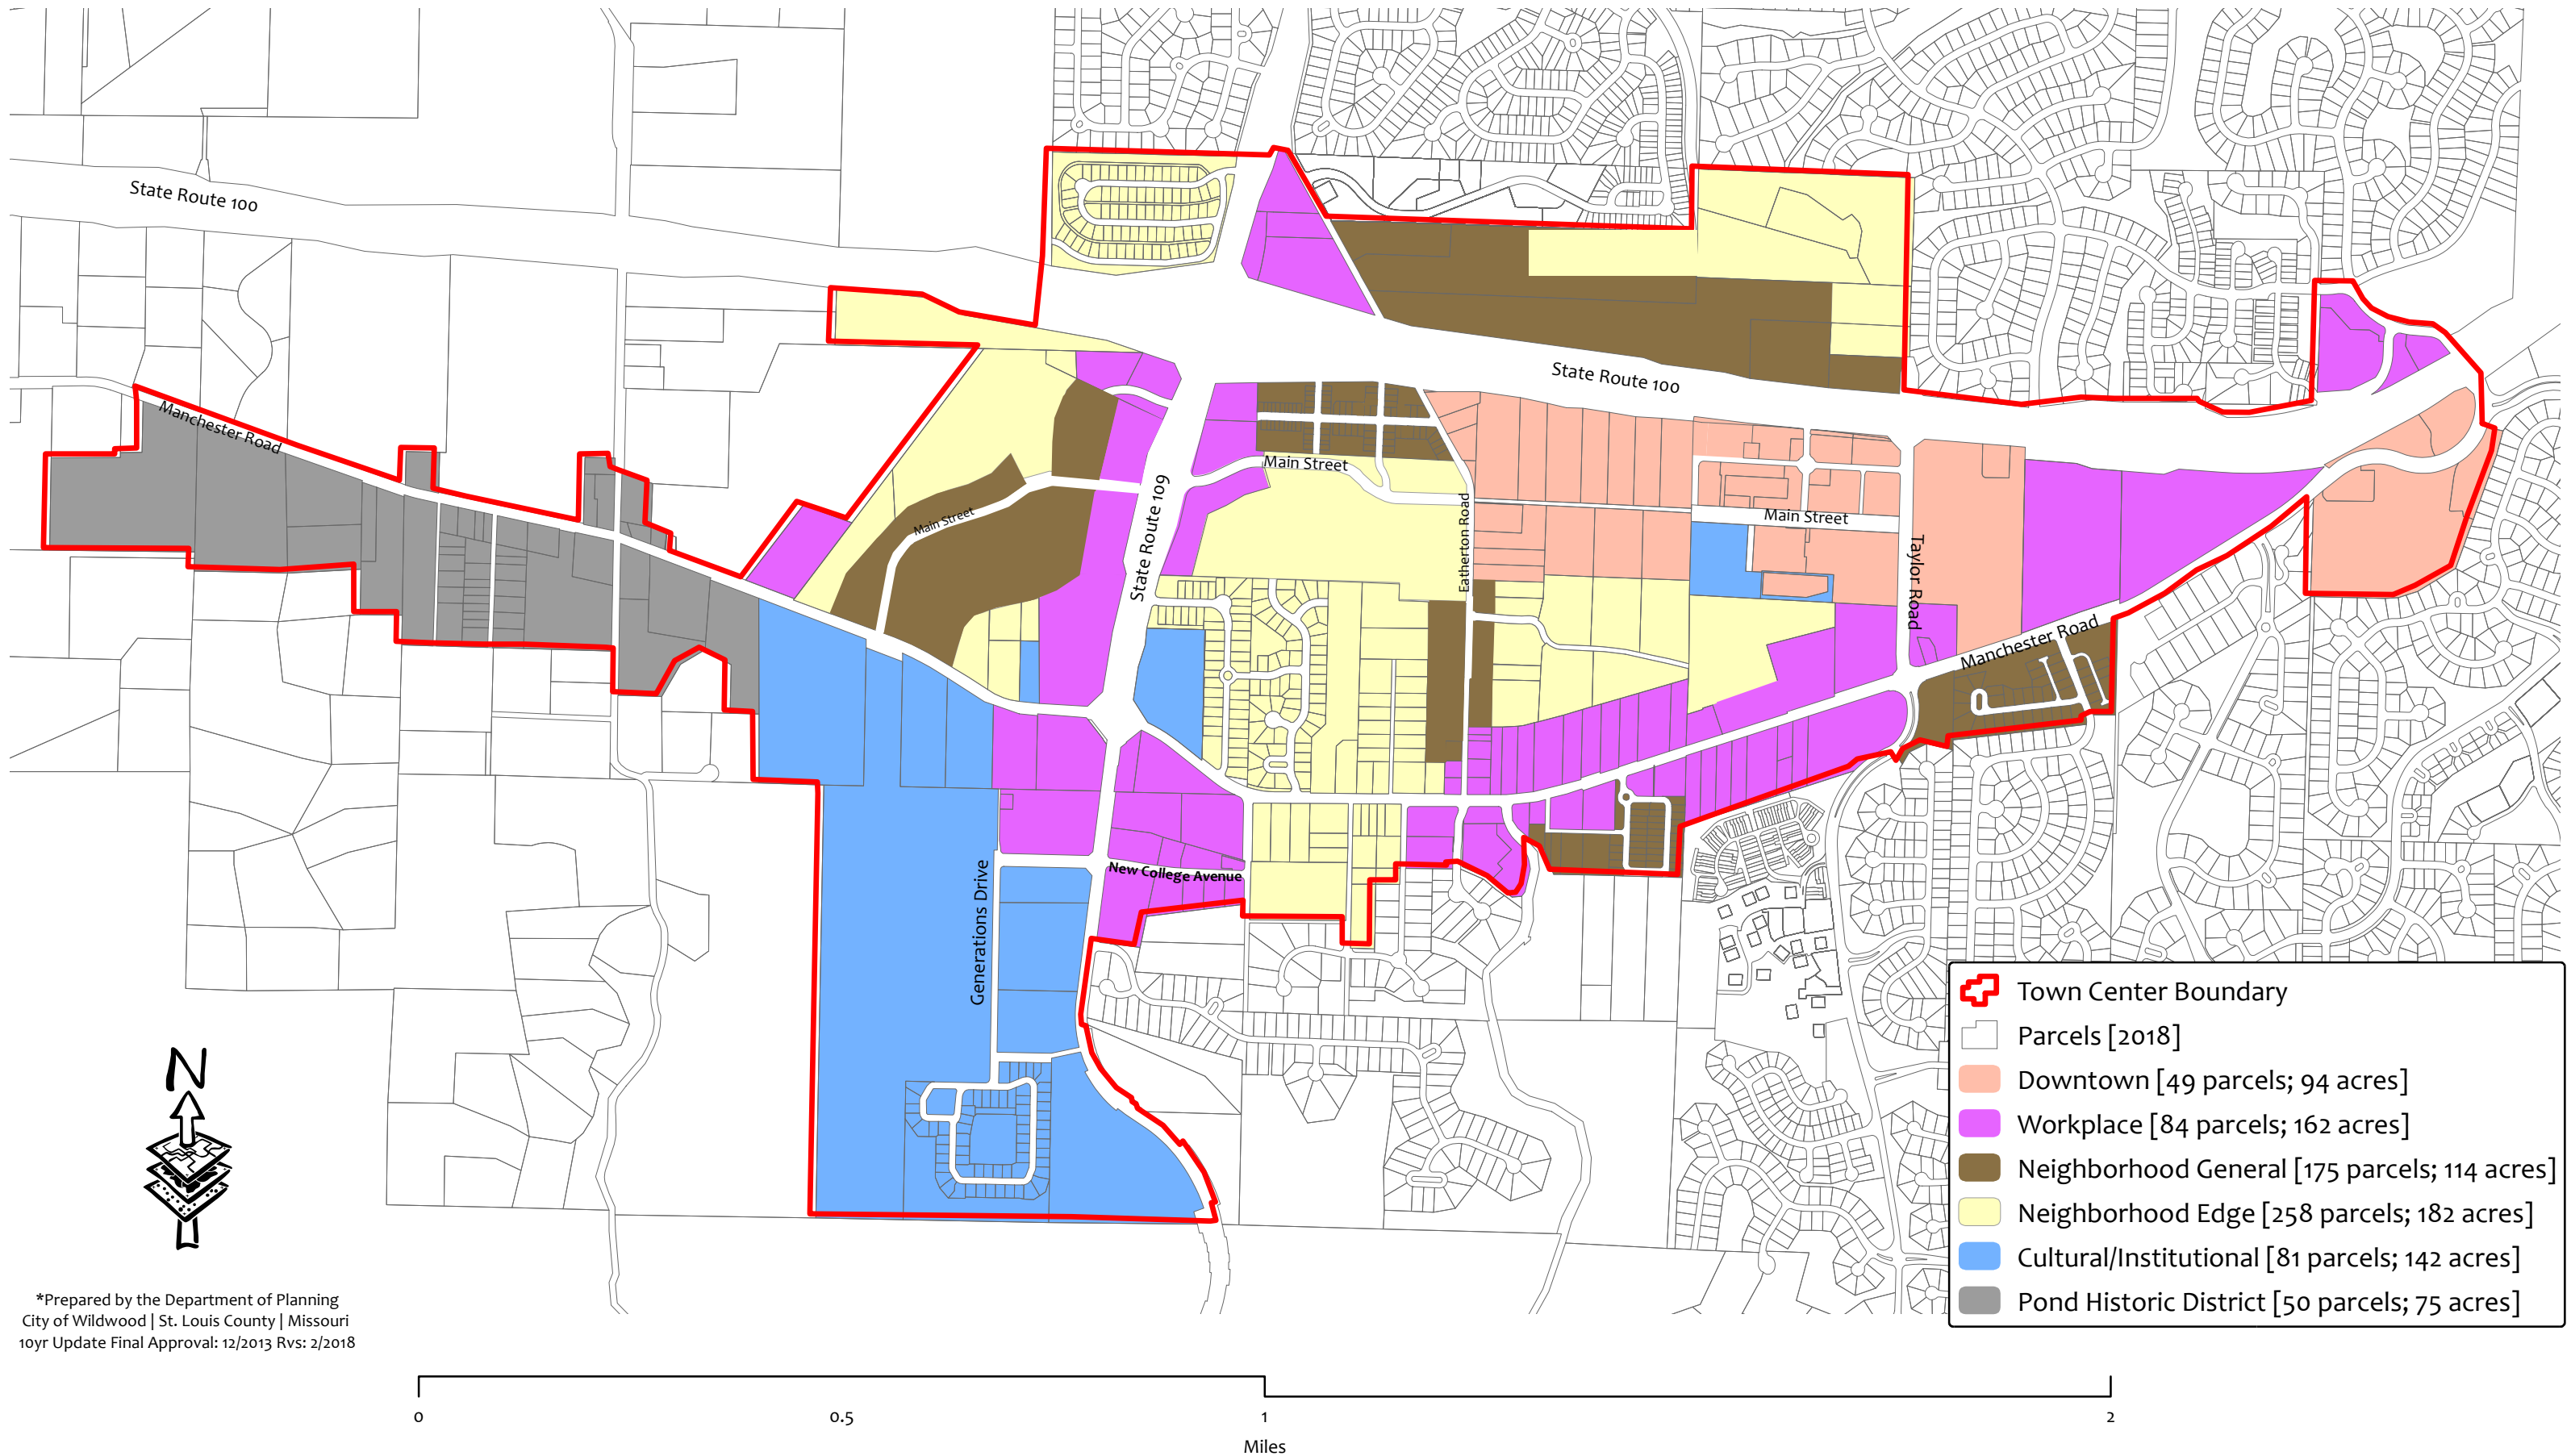 State Route 100
State Route 100
Manchester Road
Main Street
Main Street
State Route 109
Eatherton Road
Main Street
Taylor Road
Manchester Road
New College Avenue
Generations Drive
Town Center Boundary
Parcels [2018]
Downtown [49 parcels; 94 acres]
Workplace [84 parcels; 162 acres]
Neighborhood General [175 parcels; 114 acres]
Neighborhood Edge [258 parcels; 182 acres]
Cultural/Institutional [81 parcels; 142 acres]
Pond Historic District [50 parcels; 75 acres]
N
*Prepared by the Department of Planning
City of Wildwood | St. Louis County | Missouri
10yr Update Final Approval: 12/2013 Rvs: 2/2018
0 0.5 1 2
Miles